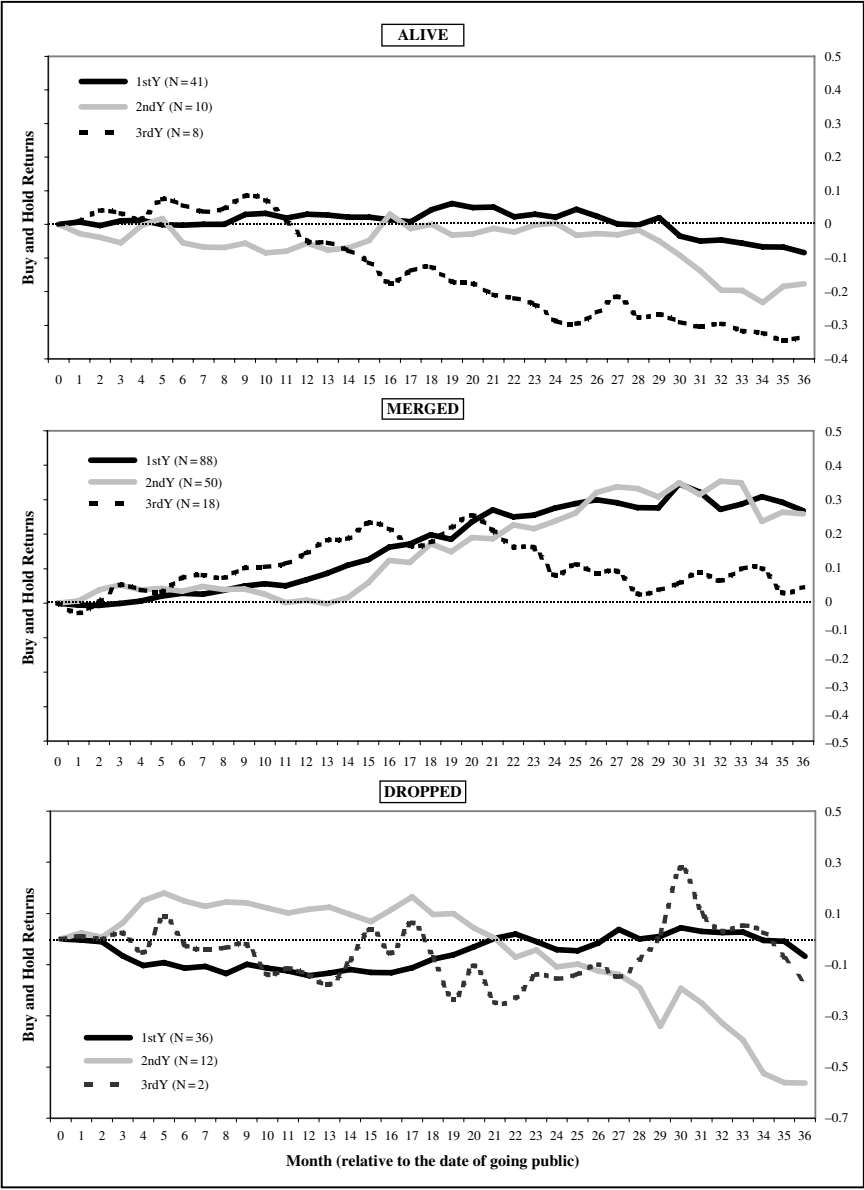 ALIVE
1stY (N=41)
2ndY (N=10)
3rdY (N=8)
Buy and Hold Returns
0.5
0.4
0.3
0.2
0.1
0
–0.1
–0.2
–0.3
–0.4
0 1 2 3 4 5 6 7 8 9 10 11 12 13 14 15 16 17 18 19 20 21 22 23 24 25 26 27 28 29 30 31 32 33 34 35 36
MERGED
1stY (N=88)
2ndY (N=50)
3rdY (N=18)
Buy and Hold Returns
0.5
0.4
0.3
0.2
0.1
0
–0.1
–0.2
–0.3
–0.4
–0.5
0 1 2 3 4 5 6 7 8 9 10 11 12 13 14 15 16 17 18 19 20 21 22 23 24 25 26 27 28 29 30 31 32 33 34 35 36
DROPPED
Buy and Hold Returns
1stY (N=36)
2ndY (N=12)
3rdY (N=2)
0.5
0.3
0.1
–0.1
–0.3
–0.5
–0.7
0 1 2 3 4 5 6 7 8 9 10 11 12 13 14 15 16 17 18 19 20 21 22 23 24 25 26 27 28 29 30 31 32 33 34 35 36
Month (relative to the date of going public)